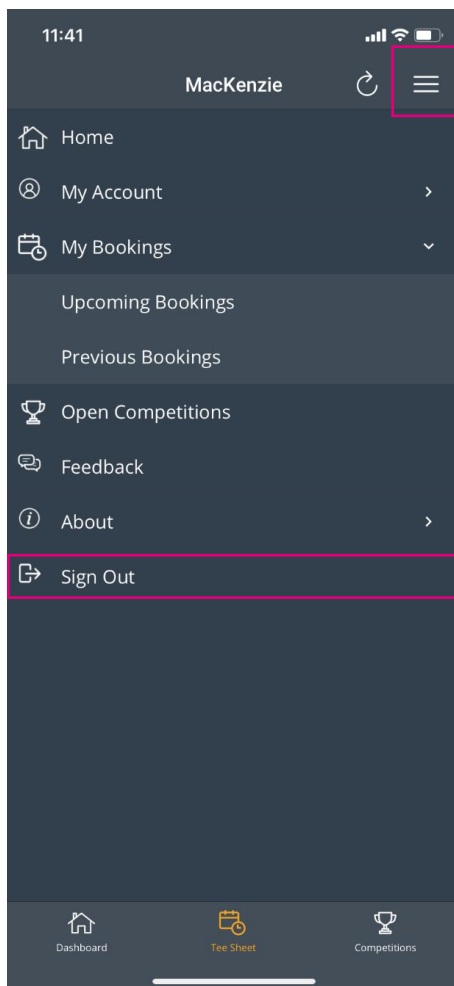 11:41
MacKenzie
Home
My Account
My Bookings
Upcoming Bookings
Previous Bookings
Open Competitions
Feedback
About
Sign Out
Dashboard Tee Sheet Competitions